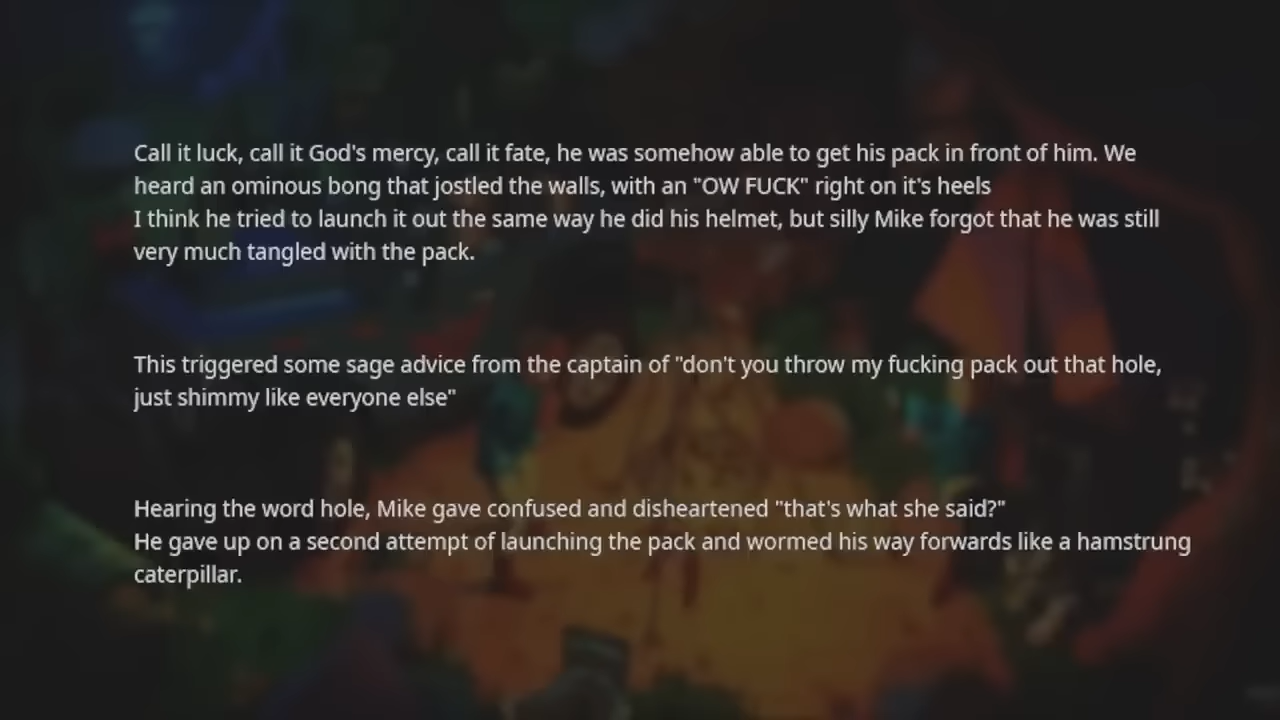 Call it luck, call it God's mercy, call it fate, he was somehow able to get his pack in front of him. We
heard an ominous bong that jostled the walls, with an "OW FUCK" right on it's heels
I think he tried to launch it out the same way he did his helmet, but silly Mike forgot that he was still
very much tangled with the pack.
This triggered some sage advice from the captain of "don't you throw my fucking pack out that hole,
just shimmy like everyone else"
Hearing the word hole, Mike gave confused and disheartened "that's what she said?"
He gave up on a second attempt of launching the pack and wormed his way forwards like a hamstrung
caterpillar.